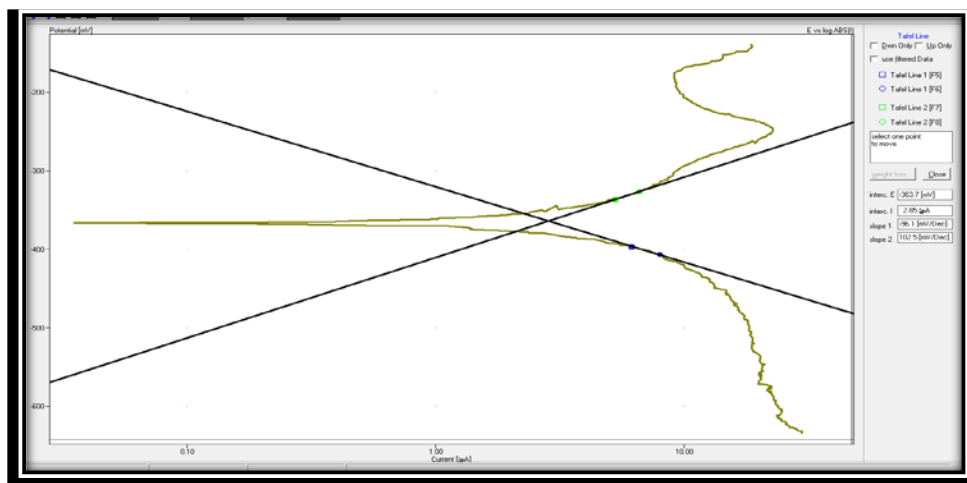 Potential [mV]
E vs log ABS(I)
-200
-300
-400
-500
-600
0.10
1.00
10.00
Current [µA]
Tafel Line
Dwn Only Up Only
use filtered Data
Tafel Line 1 [F5]
Tafel Line 1 [F6]
Tafel Line 2 [F7]
Tafel Line 2 [F8]
select one point
to move
weight loss... Close
interc. E -363.7 [mV]
interc. I 2.85 [µA
slope 1 -96.1 [mV/Dec]
slope 2 102.5 [mV/Dec]